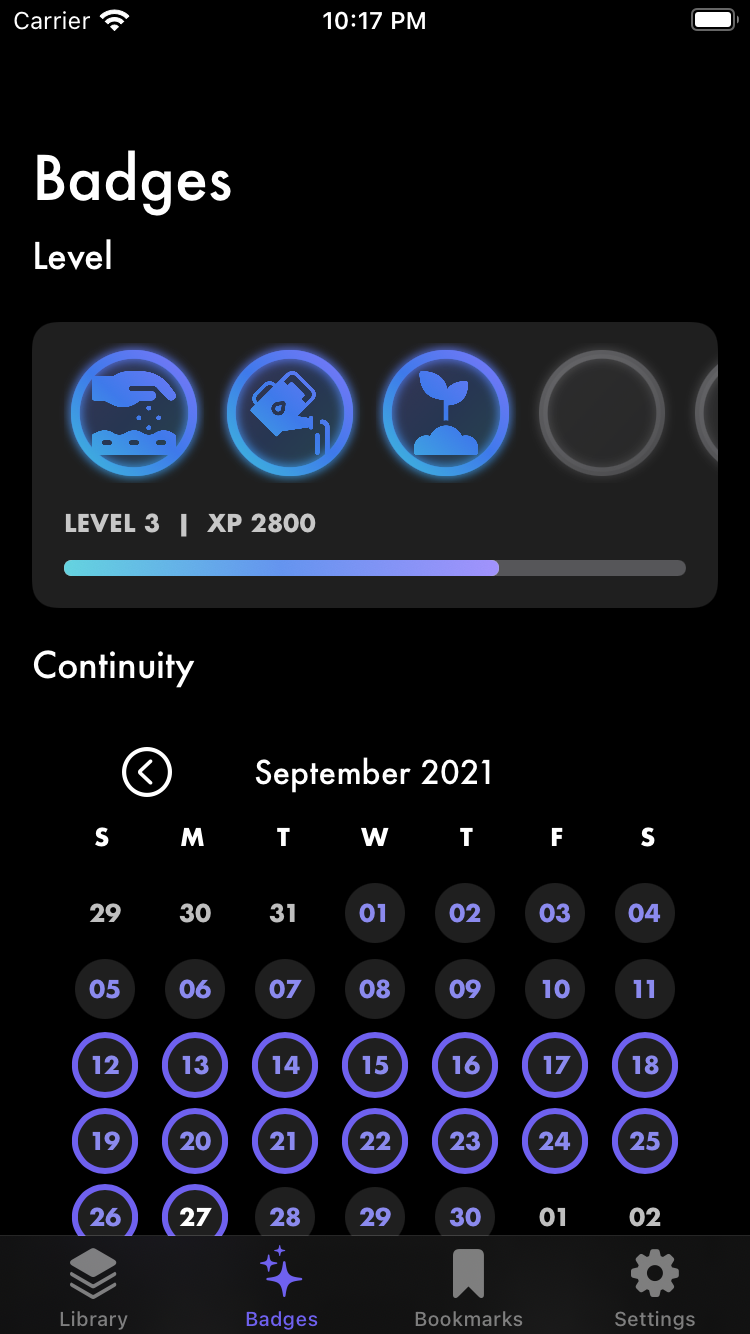 Carrier 10:17 PM
Badges
Level
LEVEL 3 | XP 2800
Continuity
September 2021
S M T W T F S
29 30 31 01 02 03 04
05 06 07 08 09 10 11
12 13 14 15 16 17 18
19 20 21 22 23 24 25
26 27 28 29 30 01 02
Library Badges Bookmarks Settings